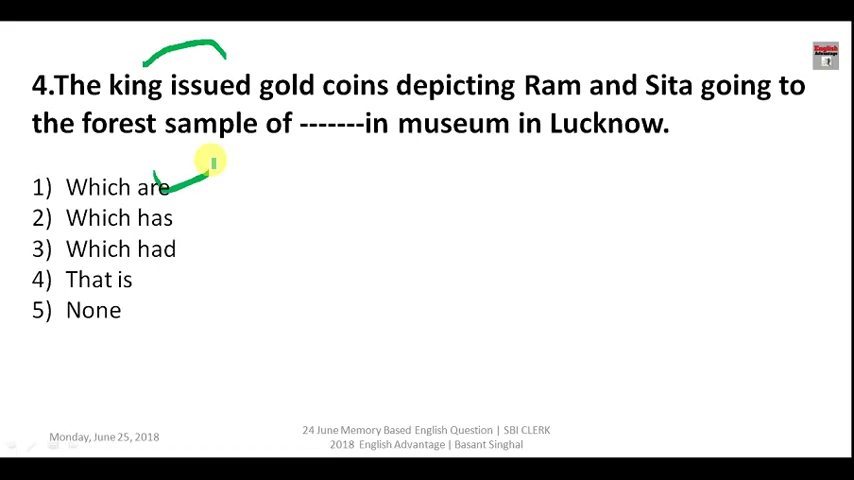 English
Advantage
4.The king issued gold coins depicting Ram and Sita going to
the forest sample of -------in museum in Lucknow.
1) Which are
2) Which has
3) Which had
4) That is
5) None
Monday, June 25, 2018
24 June Memory Based English Question | SBI CLERK
2018 English Advantage | Basant Singhal